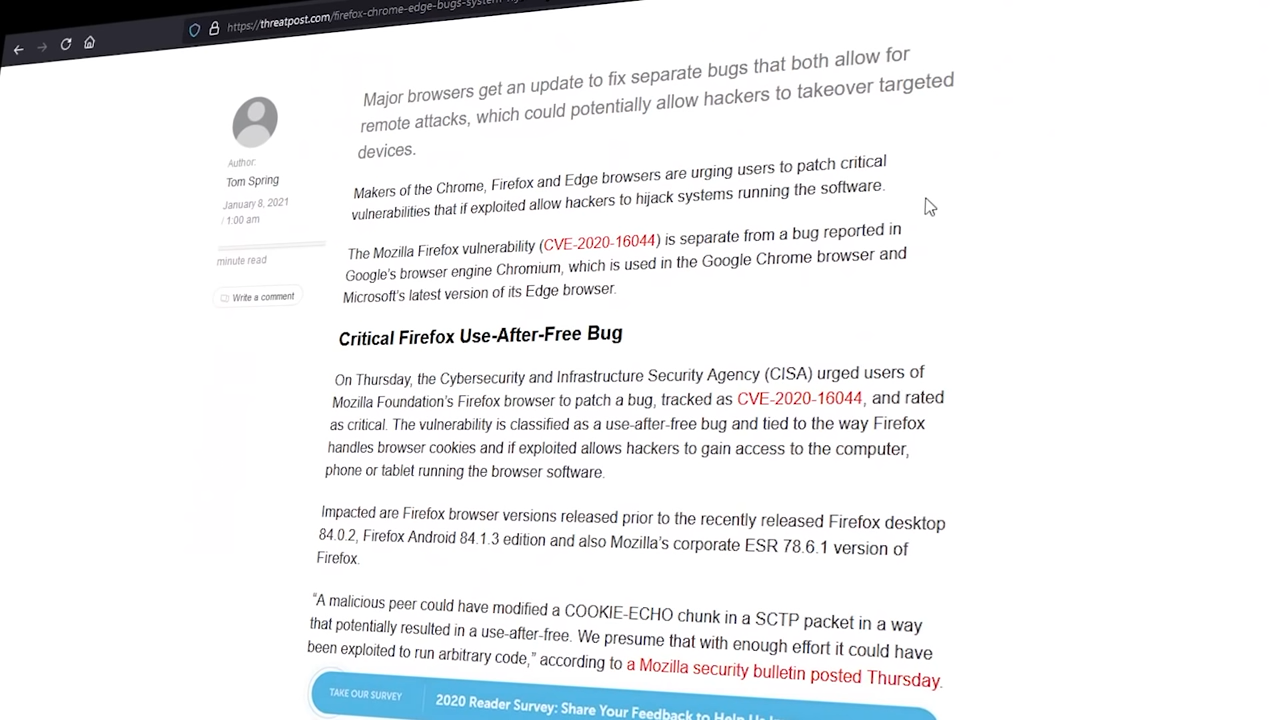 https://threatpost.com/firefox-chrome-edge-bugs-system
Major browsers get an update to fix separate bugs that both allow for
remote attacks, which could potentially allow hackers to takeover targeted
devices.
Author:
Tom Spring
January 8, 2021
/ 1:00 am
minute read
Write a comment
Makers of the Chrome, Firefox and Edge browsers are urging users to patch critical
vulnerabilities that if exploited allow hackers to hijack systems running the software.
The Mozilla Firefox vulnerability (CVE-2020-16044) is separate from a bug reported in
Google's browser engine Chromium, which is used in the Google Chrome browser and
Microsoft's latest version of its Edge browser.
Critical Firefox Use-After-Free Bug
On Thursday, the Cybersecurity and Infrastructure Security Agency (CISA) urged users of
Mozilla Foundation's Firefox browser to patch a bug, tracked as CVE-2020-16044, and rated
as critical. The vulnerability is classified as a use-after-free bug and tied to the way Firefox
handles browser cookies and if exploited allows hackers to gain access to the computer,
phone or tablet running the browser software.
Impacted are Firefox browser versions released prior to the recently released Firefox desktop
84.0.2, Firefox Android 84.1.3 edition and also Mozilla's corporate ESR 78.6.1 version of
Firefox.
“A malicious peer could have modified a COOKIE-ECHO chunk in a SCTP packet in a way
that potentially resulted in a use-after-free. We presume that with enough effort it could have
been exploited to run arbitrary code,” according to a Mozilla security bulletin posted Thursday.
TAKE OUR SURVEY
2020 Reader Survey: Share Your Feedback to Help Us